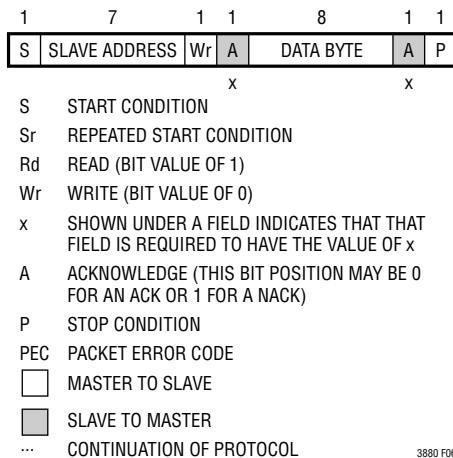 1 7 1 1 8 1 1
S SLAVE ADDRESS Wr A DATA BYTE A P
x x
S START CONDITION
Sr REPEATED START CONDITION
Rd READ (BIT VALUE OF 1)
Wr WRITE (BIT VALUE OF 0)
x SHOWN UNDER A FIELD INDICATES THAT THAT
FIELD IS REQUIRED TO HAVE THE VALUE OF x
A ACKNOWLEDGE (THIS BIT POSITION MAY BE 0
FOR AN ACK OR 1 FOR A NACK)
P STOP CONDITION
PEC PACKET ERROR CODE
MASTER TO SLAVE
SLAVE TO MASTER
... CONTINUATION OF PROTOCOL
3880 F06